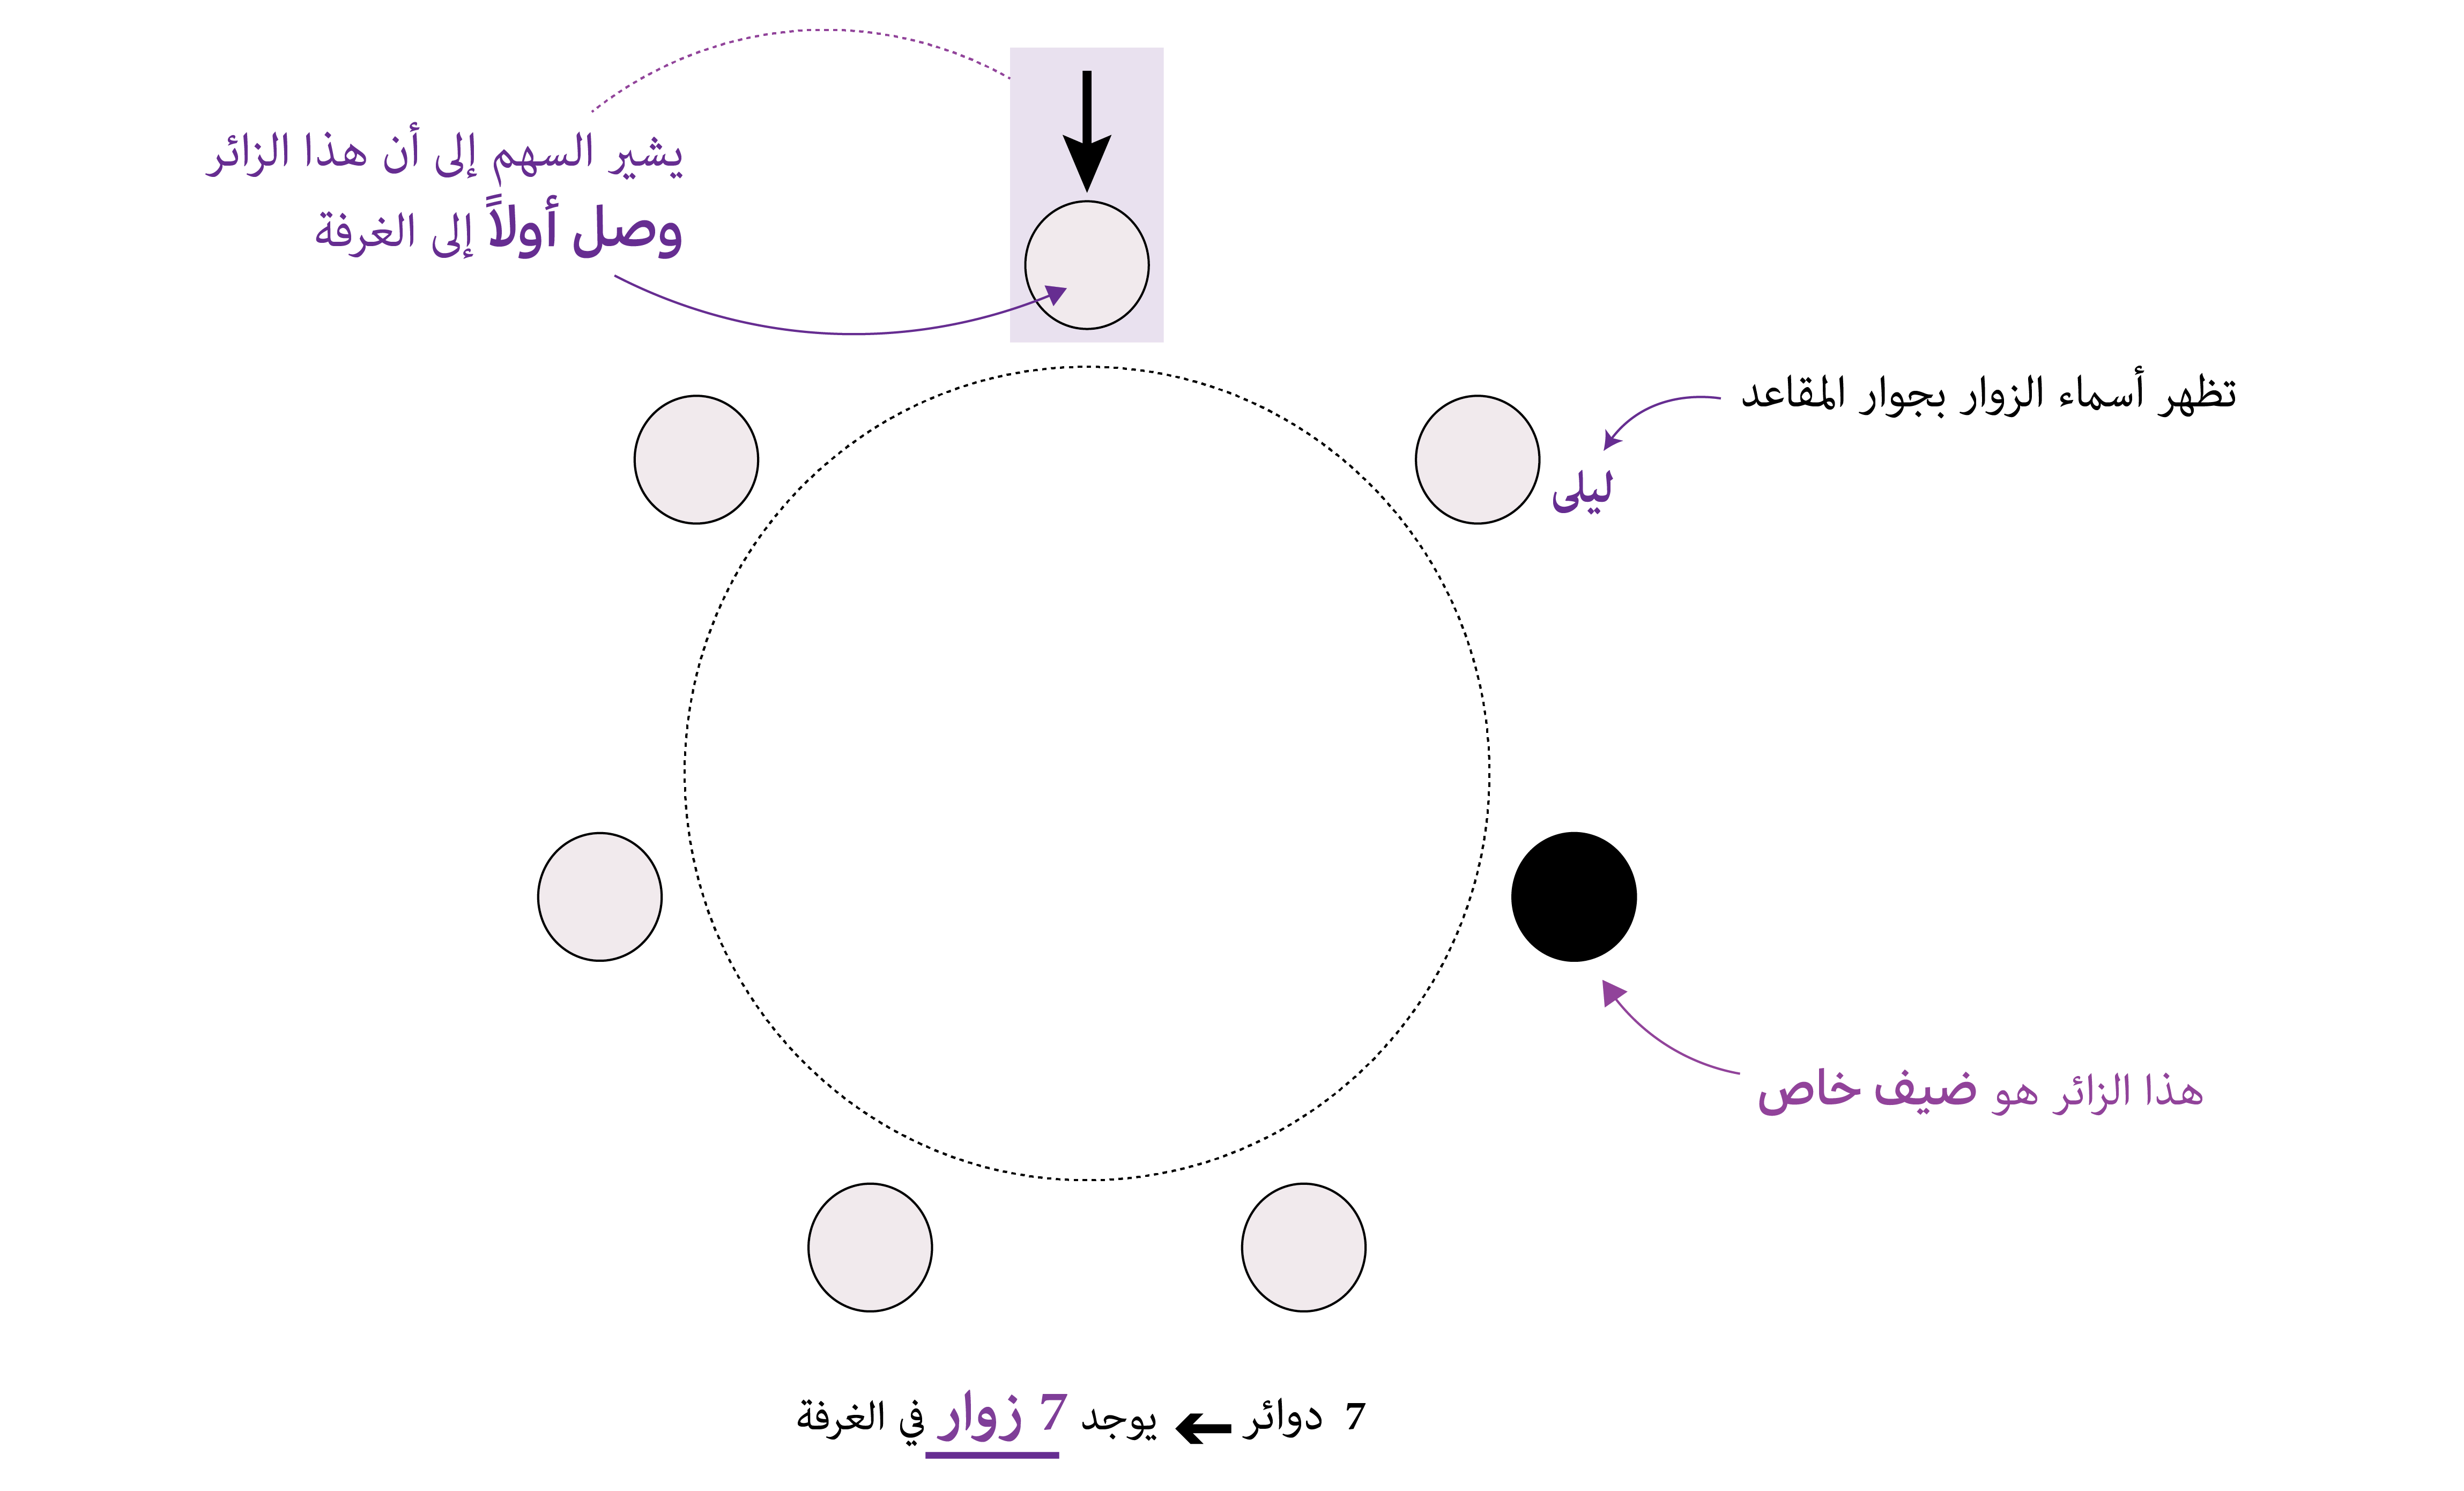 يشير السهم إلى أن هذا الزائر
وصل أولاً إلى الغرفة
تظهر أسماء الزوار بجوار المقاعد
ليلى
هذا الزائر هو ضيف خاص
7 دوائر ← يوجد 7 زوار في الغرفة